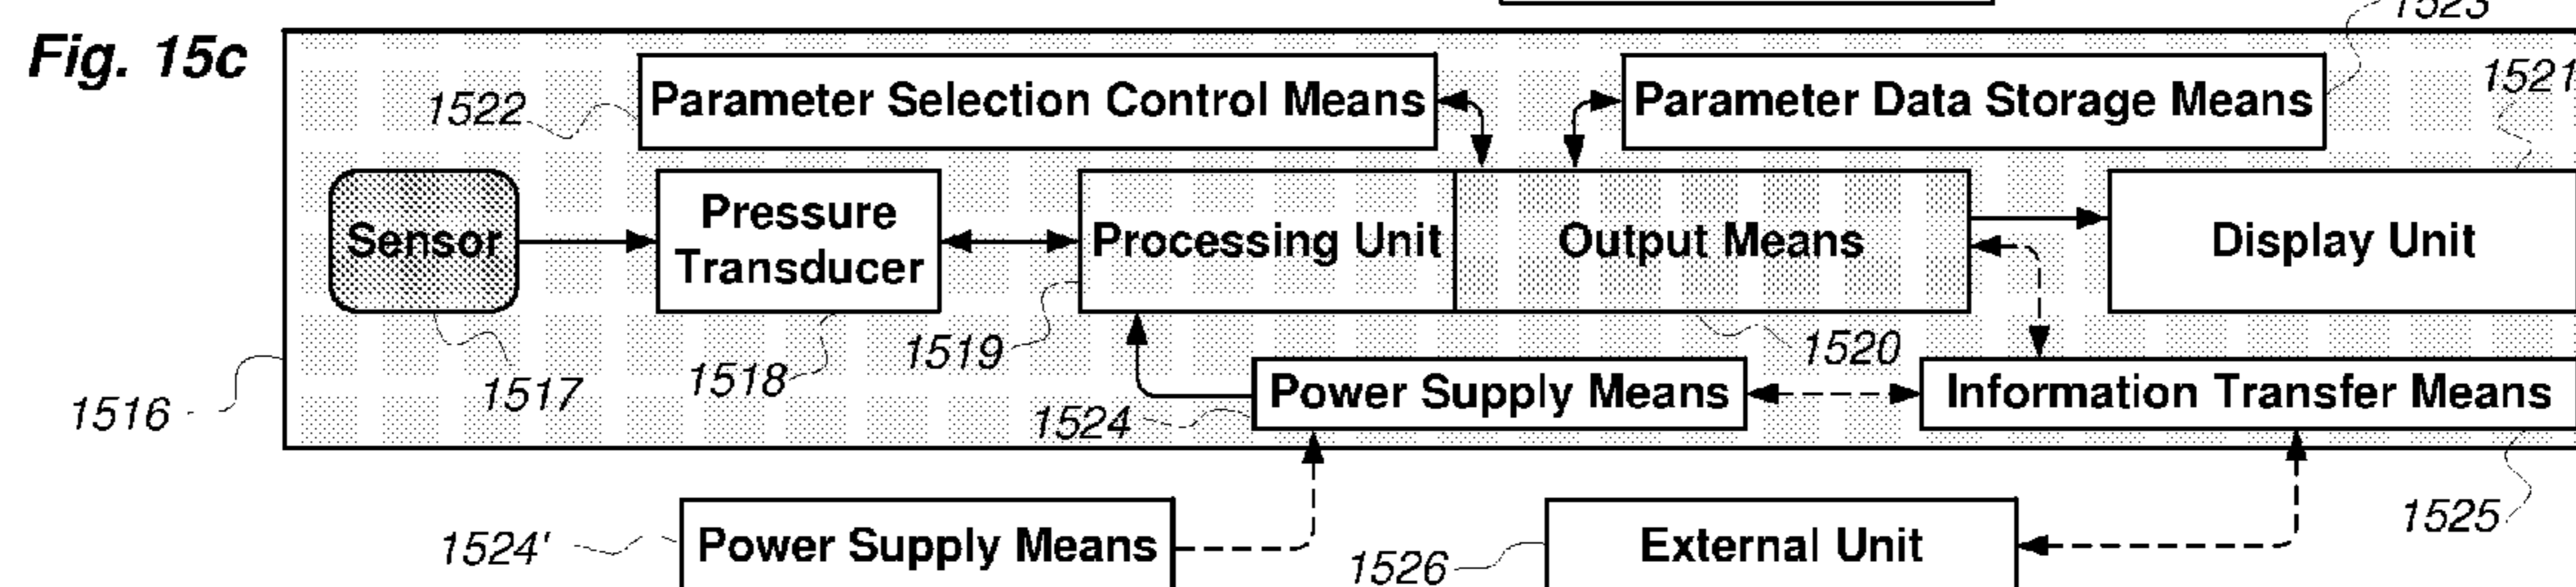 1523
Fig. 15c
1521
1522
Parameter Selection Control Means
Parameter Data Storage Means
Sensor
Pressure
Transducer
Processing Unit
Output Means
Display Unit
1516
1517
1518
1519
1520
1524
Power Supply Means
Information Transfer Means
1525
1524'
Power Supply Means
1526
External Unit